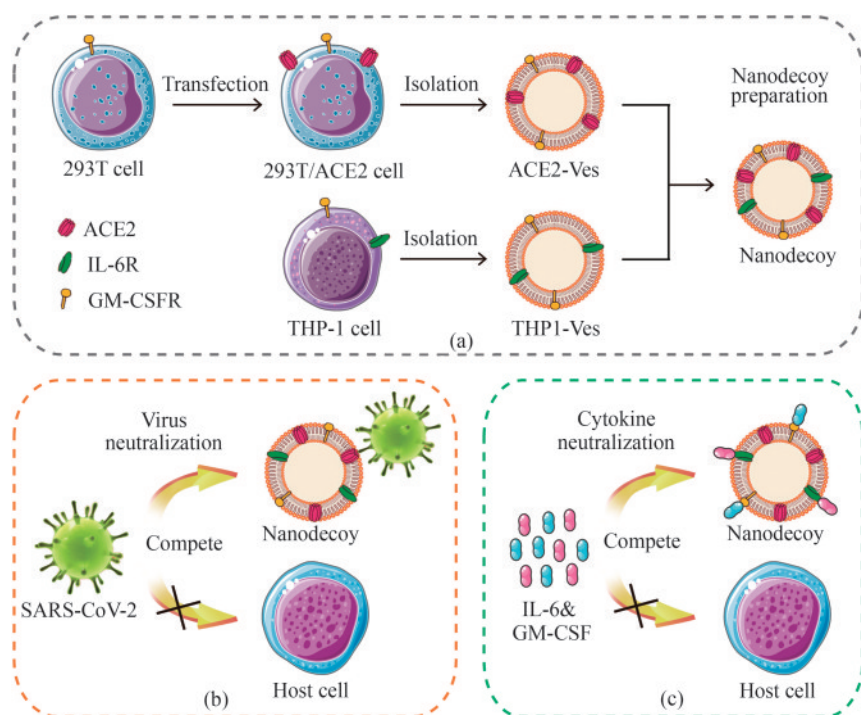 Transfection
Isolation
Nanodecoy
preparation
293T cell
293T/ACE2 cell
ACE2-Ves
ACE2
IL-6R
GM-CSFR
Isolation
THP-1 cell
THP1-Ves
Nanodecoy
(a)
Virus
neutralization
Compete
Nanodecoy
SARS-CoV-2
Host cell
(b)
Cytokine
neutralization
Compete
Nanodecoy
IL-6&
GM-CSF
Host cell
(c)